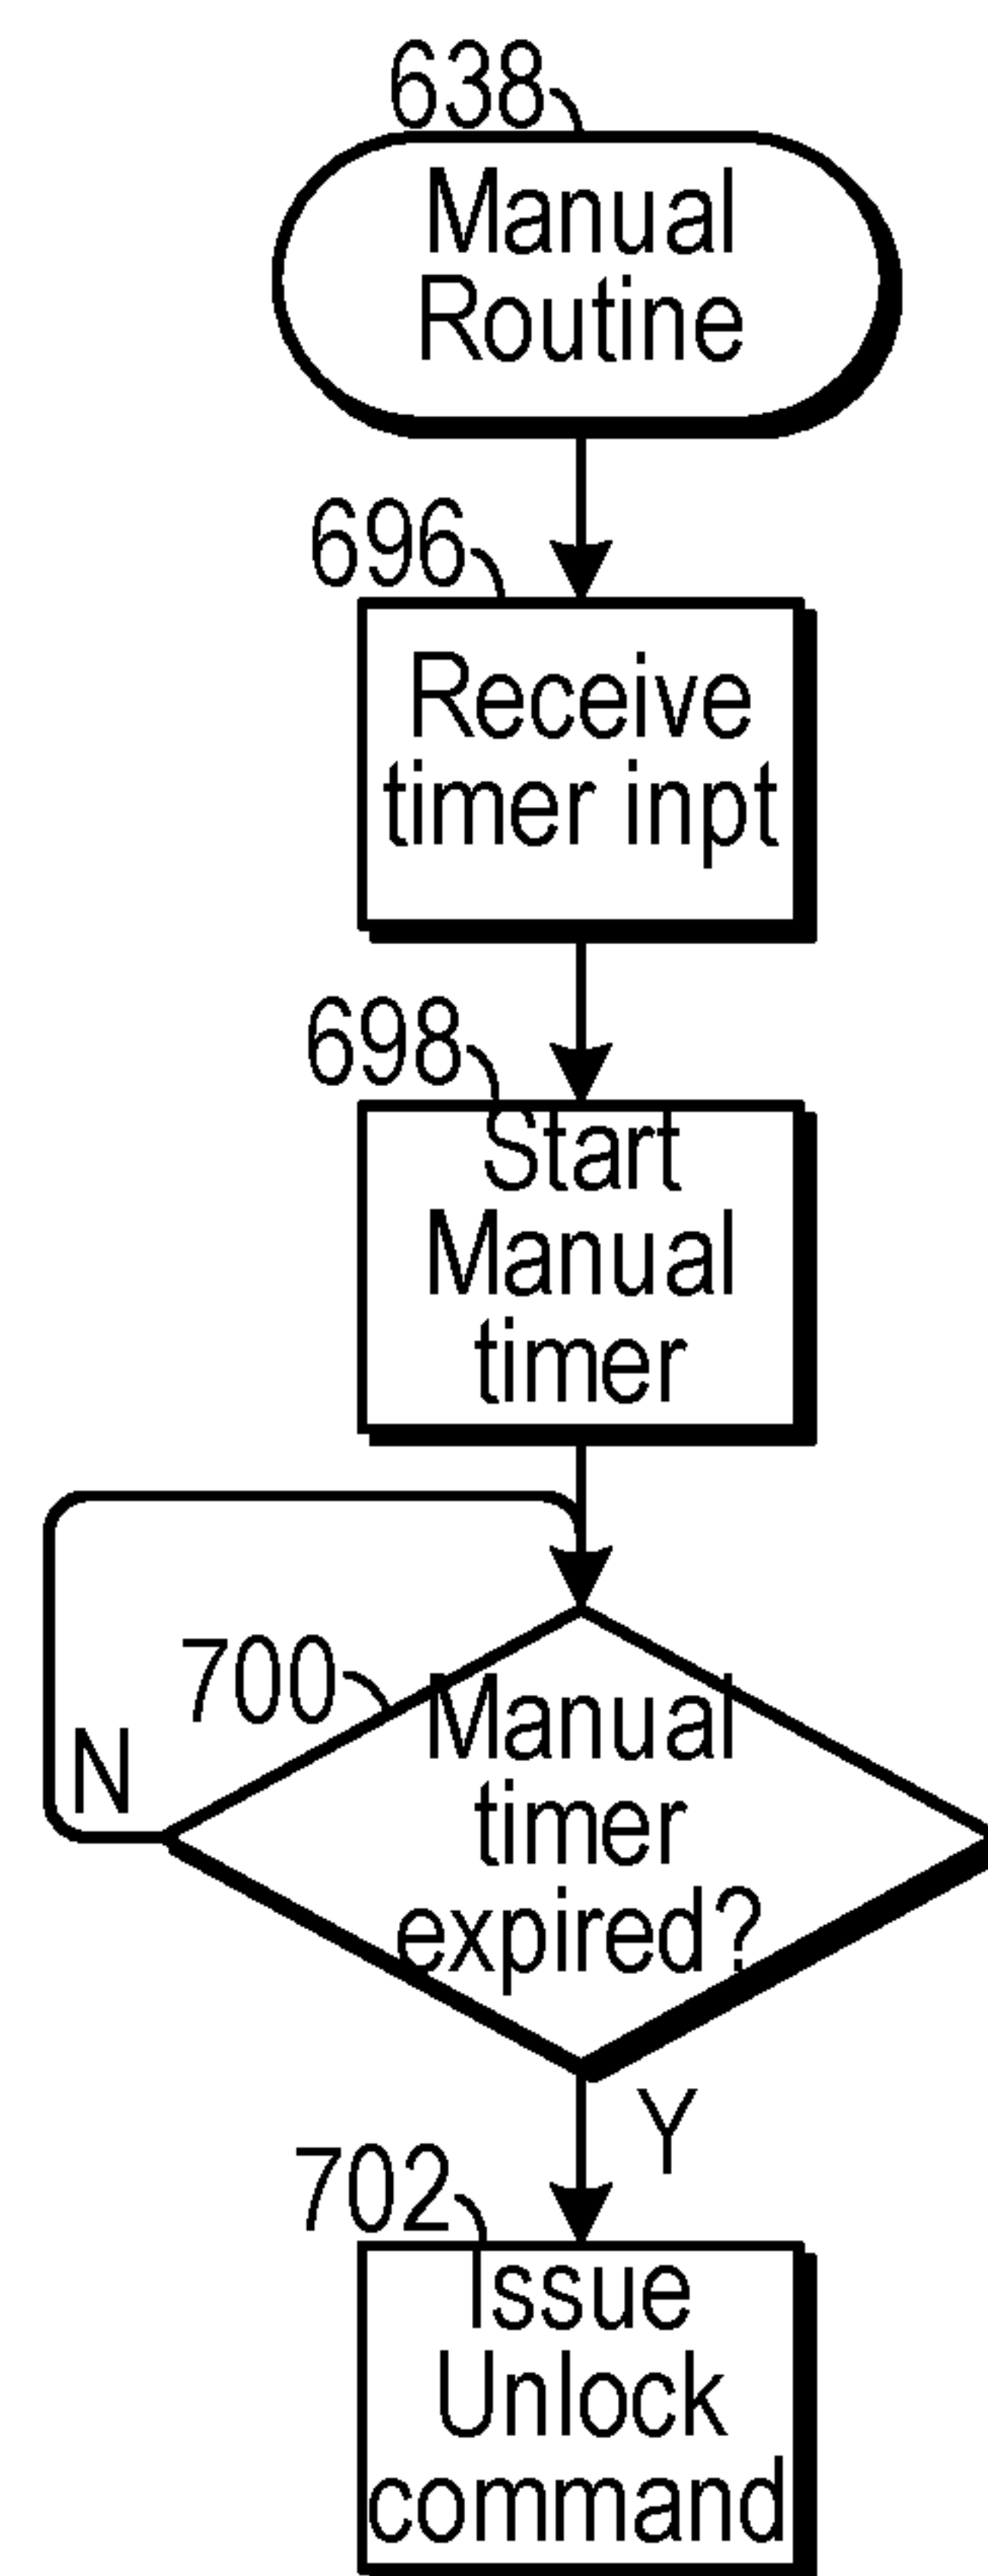 638
Manual
Routine
696
Receive
timer inpt
698
Start
Manual
timer
700
N
Manual
timer
expired?
Y
702
Issue
Unlock
command